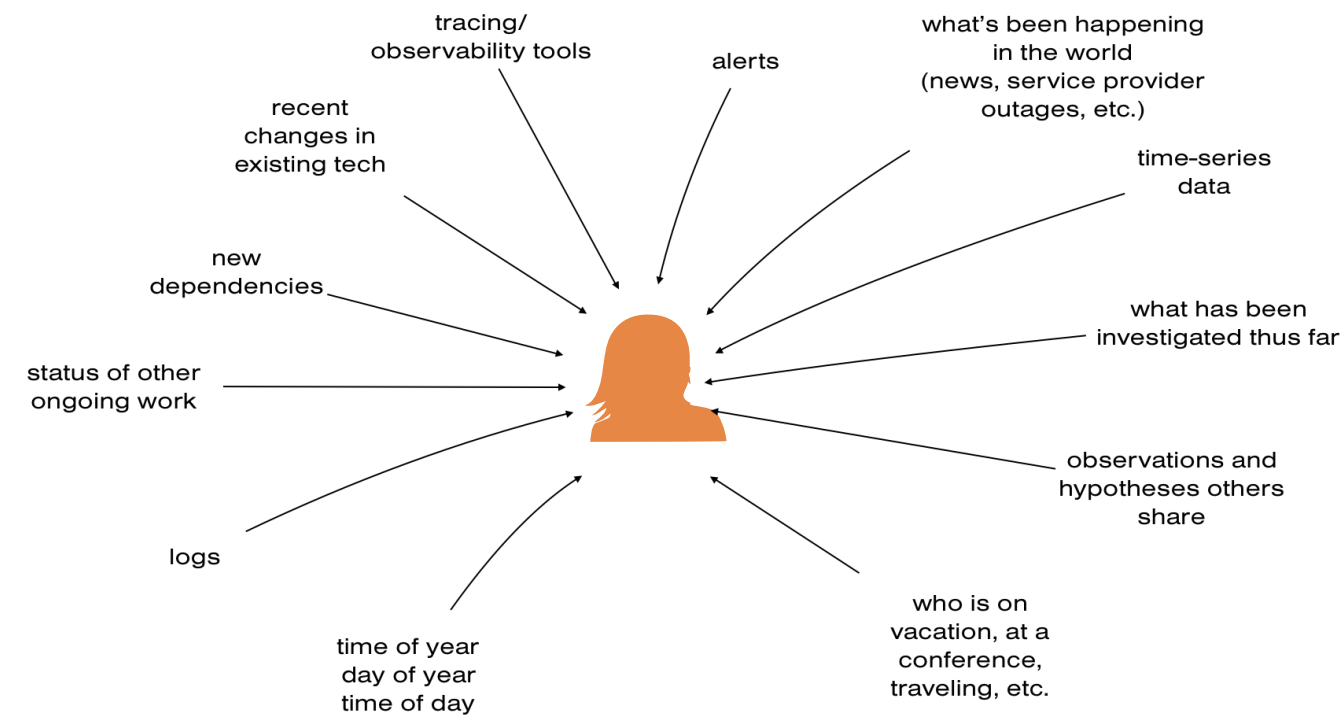 tracing/
observability tools
alerts
what’s been happening
in the world
(news, service provider
outages, etc.)
recent
changes in
existing tech
time-series
data
new
dependencies
what has been
investigated thus far
status of other
ongoing work
observations and
hypotheses others
share
logs
who is on
vacation, at a
conference,
traveling, etc.
time of year
day of year
time of day